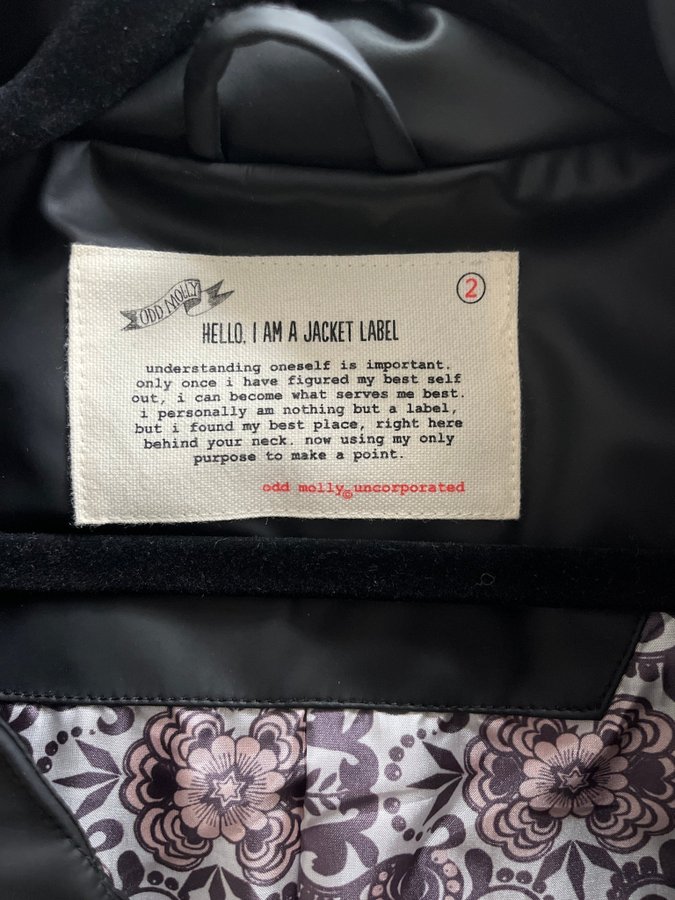 ODD MOLLY
2
HELLO. I AM A JACKET LABEL
understanding oneself is important.
only once i have figured my best self
out, i can become what serves me best.
i personally am nothing but a label,
but i found my best place, right here
behind your neck. now using my only
purpose to make a point.
odd molly© uncorporated